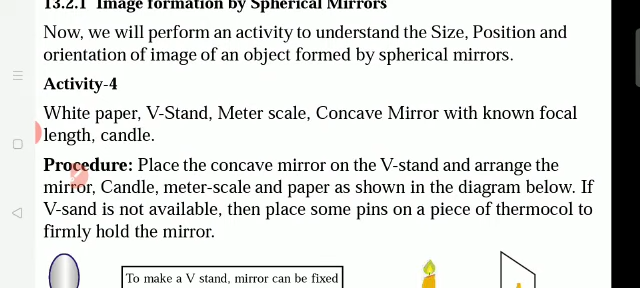 13.2.1 Image formation by Spherical Mirrors
Now, we will perform an activity to understand the Size, Position and
orientation of image of an object formed by spherical mirrors.
Activity-4
White paper, V-Stand, Meter scale, Concave Mirror with known focal
length, candle.
Procedure: Place the concave mirror on the V-stand and arrange the
mirror, Candle, meter-scale and paper as shown in the diagram below. If
V-sand is not available, then place some pins on a piece of thermocol to
firmly hold the mirror.
To make a V stand, mirror can be fixed